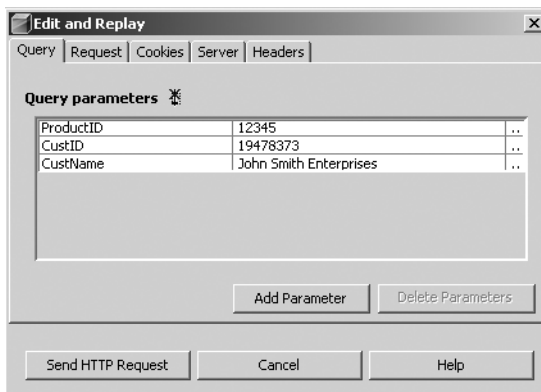 Edit and Replay
Query Request Cookies Server Headers
Query parameters
ProductID 12345 ..
CustID 19478373 ..
CustName John Smith Enterprises ..
Add Parameter Delete Parameters
Send HTTP Request Cancel Help